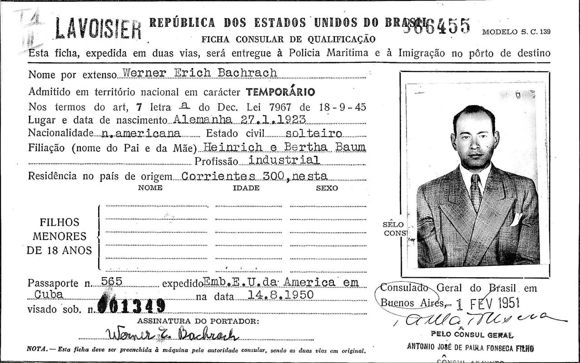 LAVOISIER
REPÚBLICA DOS ESTADOS UNIDOS DO BRASIL
366455
FICHA CONSULAR DE QUALIFICAÇÃO
MODELO S. C. 139
Esta ficha, expedida em duas vias, será entregue à Policia Maritima e à Imigração no pôrto de destino
Nome por extenso Werner Erich Bachrach
Admitido em território nacional em carácter TEMPORÁRIO
Nos termos do art, 7 letra a do Dec. Lei 7967 de 18-9-45
Lugar e data de nascimento Alemanha 27.1.1923
Nacionalidade n.americana Estado civil solteiro
Filiação (nome do Pai e da Mãe) Heinrich e Bertha Baum
Profissão industrial
Residência no país de origem Corrientes 300,nesta
NOME IDADE SEXO
FILHOS
MENORES
DE 18 ANOS
SÊLO
CONS
Passaporte n. 565 expedido Emb.E.U.da America em
Cuba na data 14.8.1950
visado sob. n. 001349
ASSINATURA DO PORTADOR:
Werner E. Bachrach
NOTA. — Esta ficha deve ser preenchida à máquina pela autoridade consular, sendo as duas vias em original.
Consulado Geral do Brasil em
Buenos Aires, 1 FEV 1951
PELO CONSUL GERAL
ANTONIO JOSÉ DE PAULA FONSECA FILHO